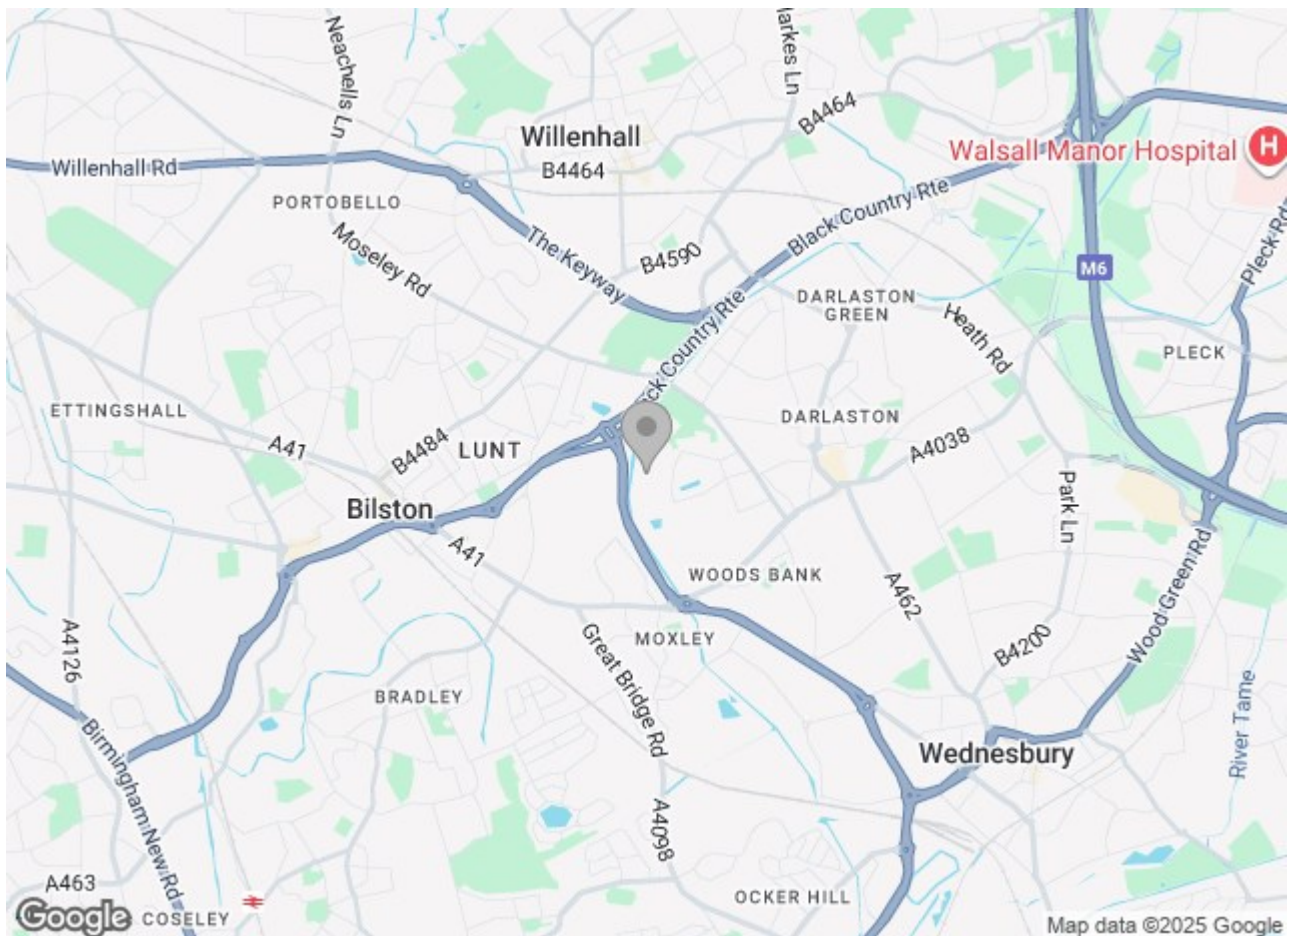 Neachells Ln
arkes Ln
B4464
Willenhall
B4464
Walsall Manor Hospital
H
Willenhall Rd
PORTOBELLO
Black Country Rte
Pleck Rd
Moseley Rd
The Keyway
B4590
M6
DARLASTON
GREEN
Heath Rd
ck Country Rte
PLECK
ETTINGSHALL
DARLASTON
A41
B4484
LUNT
A4038
Bilston
Park Ln
A41
WOODS BANK
A462
Wood Green Rd
A4126
MOXLEY
Great Bridge Rd
B4200
BRADLEY
River Tame
Birmingham New Rd
Wednesbury
A4098
A463
OCKER HILL
Google
COSELEY
Map data ©2025 Google